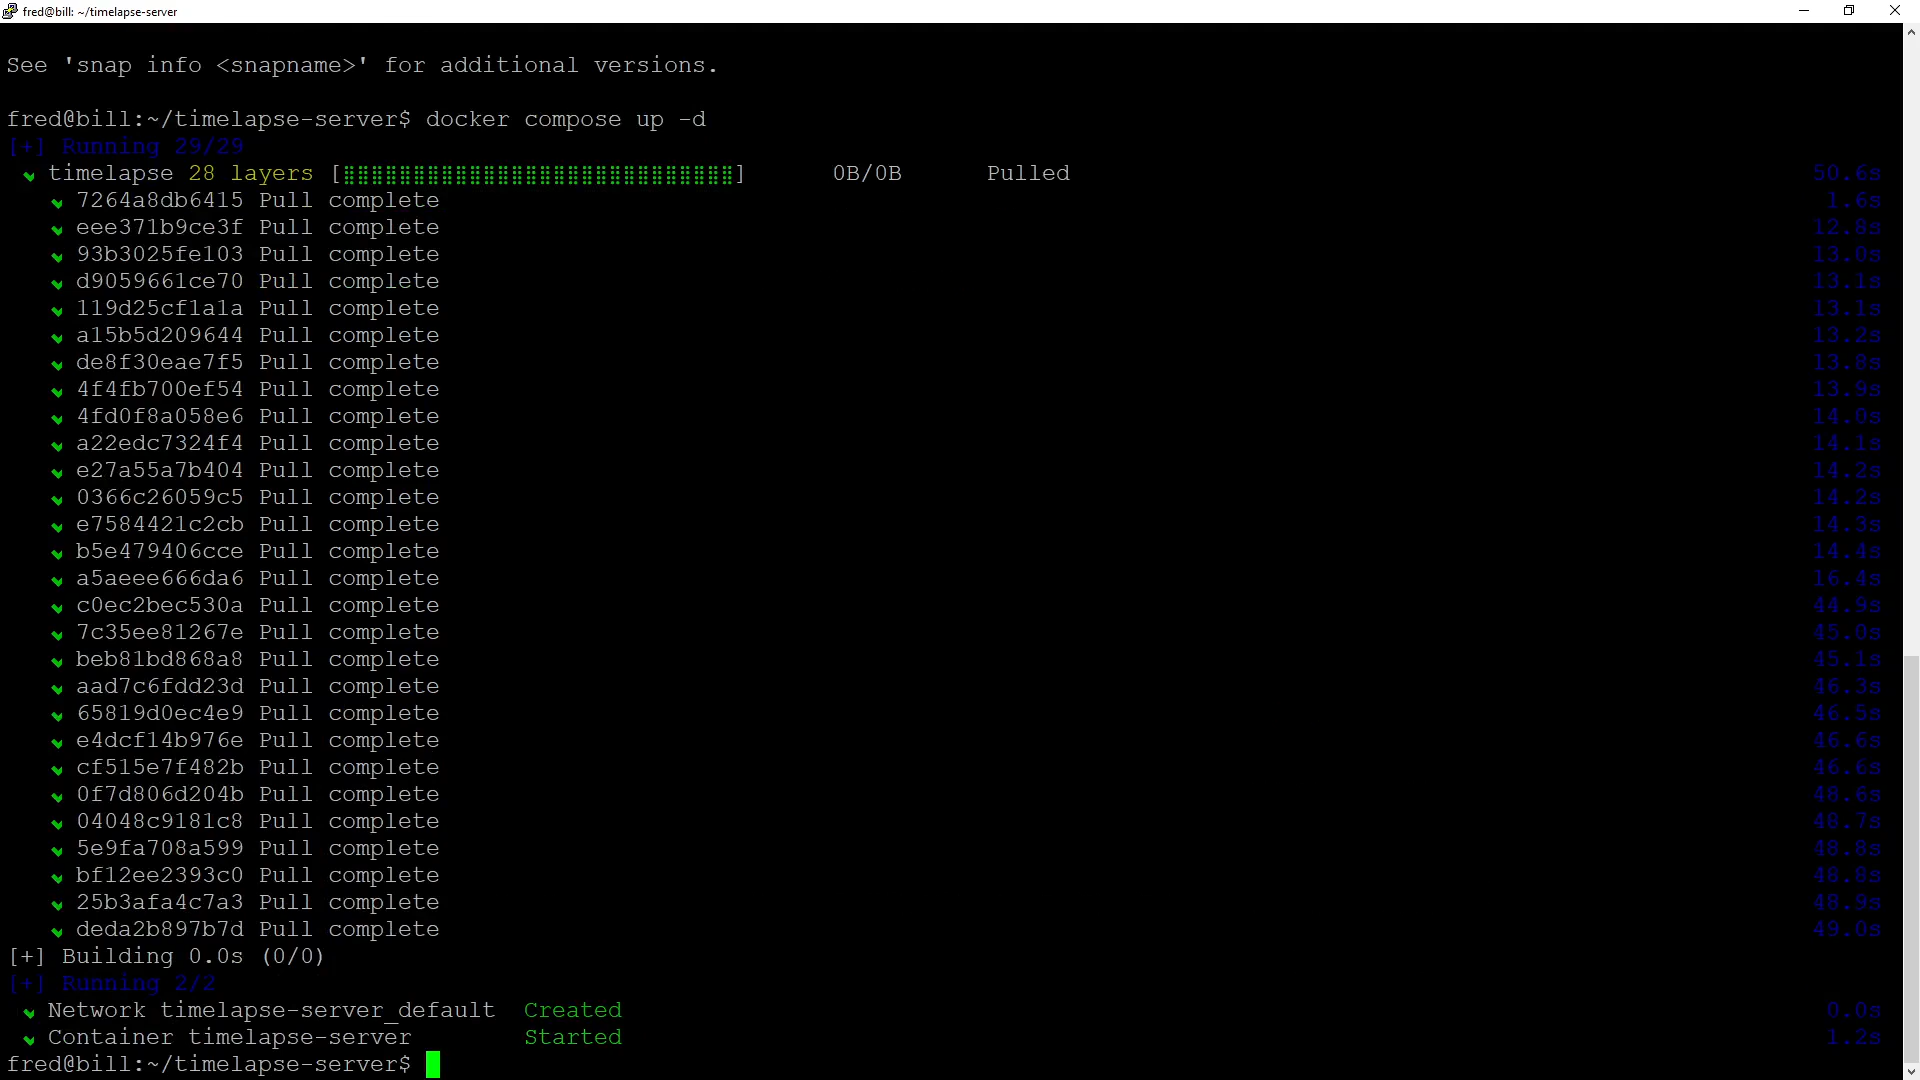 fred@bill: ~/timelapse-server
See 'snap info <snapname>' for additional versions.
fred@bill:~/timelapse-server$ docker compose up -d
[+] Running 29/29
timelapse 28 layers [⣿⣿⣿⣿⣿⣿⣿⣿⣿⣿⣿⣿⣿⣿⣿⣿⣿⣿⣿⣿⣿⣿⣿⣿⣿⣿⣿⣿] 0B/0B Pulled 50.6s
7264a8db6415 Pull complete 1.6s
eee371b9ce3f Pull complete 12.8s
93b3025fe103 Pull complete 13.0s
d9059661ce70 Pull complete 13.1s
119d25cf1a1a Pull complete 13.1s
a15b5d209644 Pull complete 13.2s
de8f30eae7f5 Pull complete 13.8s
4f4fb700ef54 Pull complete 13.9s
4fd0f8a058e6 Pull complete 14.0s
a22edc7324f4 Pull complete 14.1s
e27a55a7b404 Pull complete 14.2s
0366c26059c5 Pull complete 14.2s
e7584421c2cb Pull complete 14.3s
b5e479406cce Pull complete 14.4s
a5aeee666da6 Pull complete 16.4s
c0ec2bec530a Pull complete 44.9s
7c35ee81267e Pull complete 45.0s
beb81bd868a8 Pull complete 45.1s
aad7c6fdd23d Pull complete 46.3s
65819d0ec4e9 Pull complete 46.5s
e4dcf14b976e Pull complete 46.6s
cf515e7f482b Pull complete 46.6s
0f7d806d204b Pull complete 48.6s
04048c9181c8 Pull complete 48.7s
5e9fa708a599 Pull complete 48.8s
bf12ee2393c0 Pull complete 48.8s
25b3afa4c7a3 Pull complete 48.9s
deda2b897b7d Pull complete 49.0s
[+] Building 0.0s (0/0)
[+] Running 2/2
Network timelapse-server_default Created 0.0s
Container timelapse-server Started 1.2s
fred@bill:~/timelapse-server$